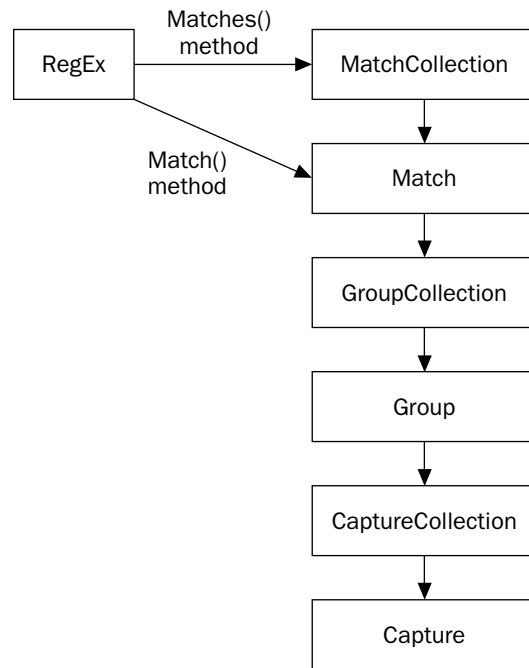 Matches()
method
RegEx
MatchCollection
Match()
method
Match
GroupCollection
Group
CaptureCollection
Capture